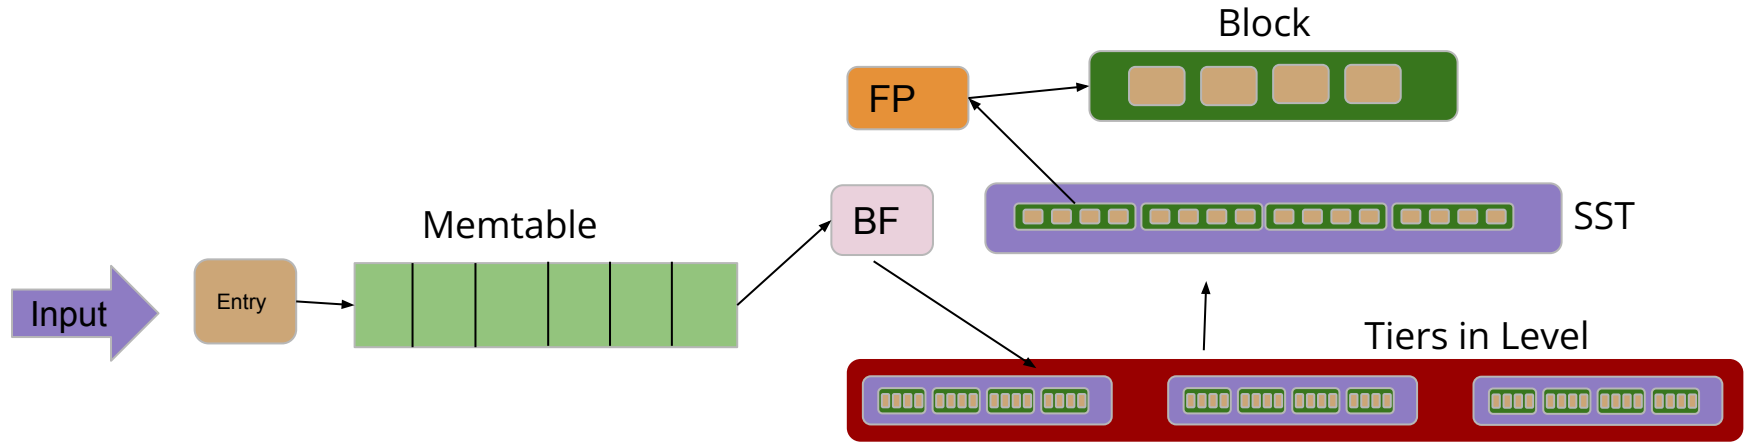 Block
FP
Memtable
BF
SST
Input
Entry
Tiers in Level